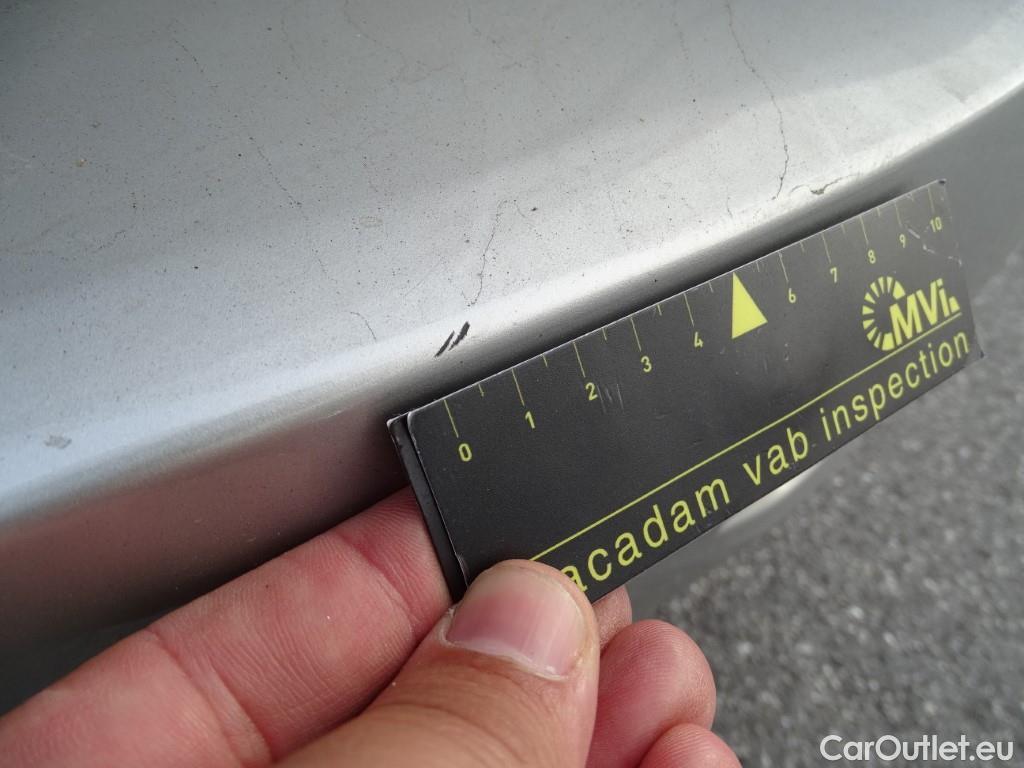 0 1 2 3 4 6 7 8 9 10
MVi
acadam vab inspection
CarOutlet.eu